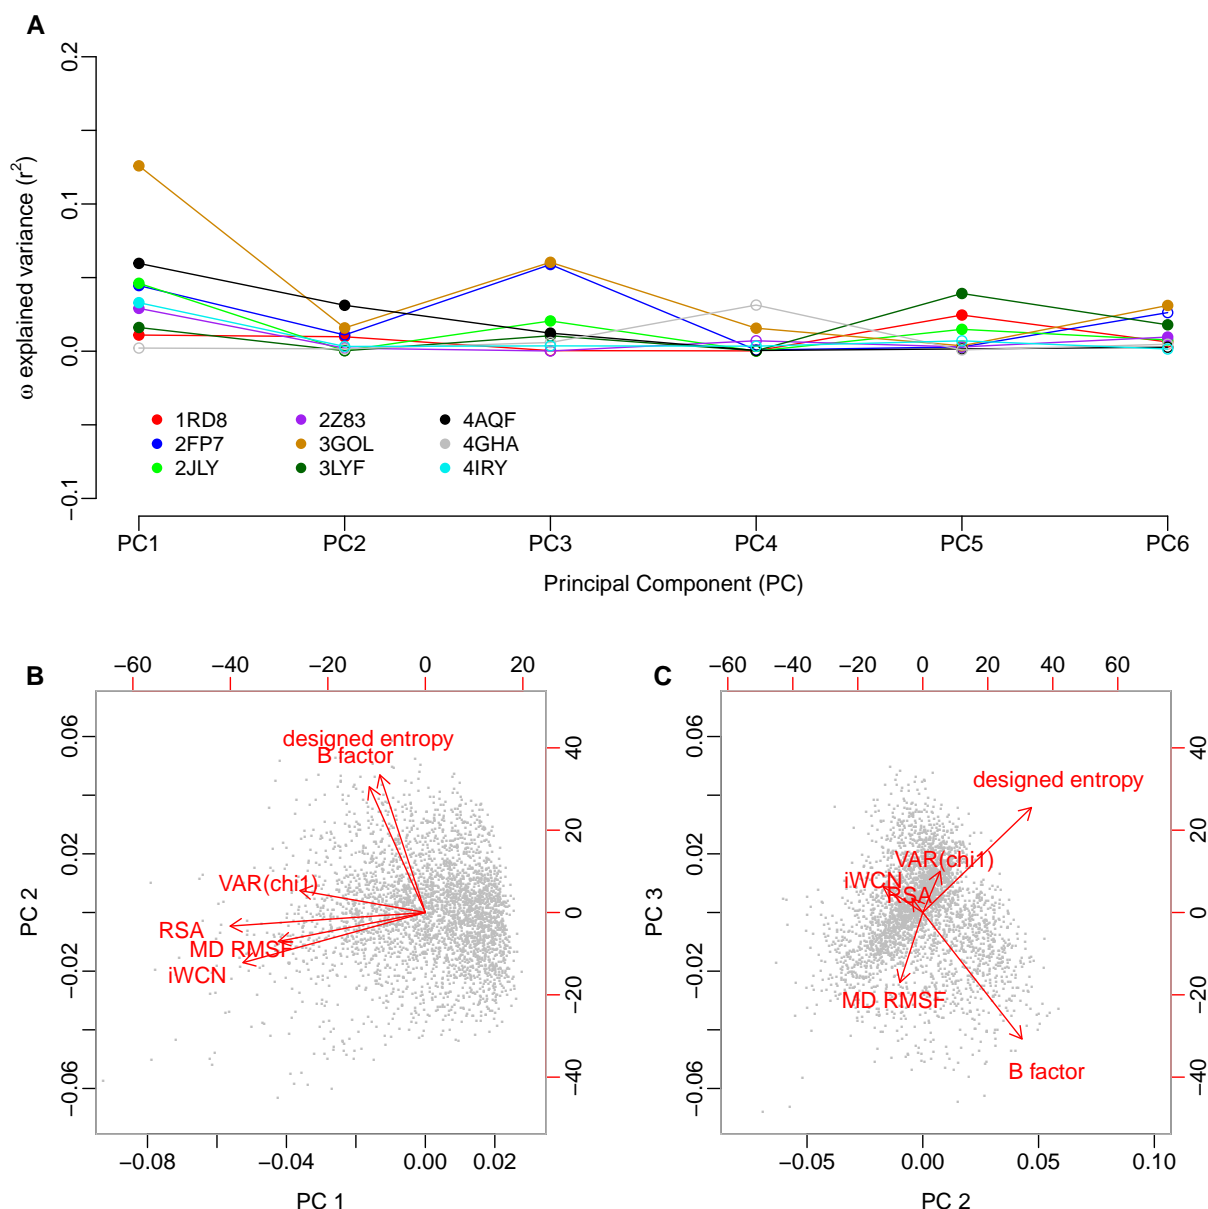 A
ω explained variance (r²)
0.2
0.1
0.0
−0.1
1RD8 2Z83 4AQF
2FP7 3GOL 4GHA
2JLY 3LYF 4IRY
PC1 PC2 PC3 PC4 PC5 PC6
Principal Component (PC)
B
−60 −40 −20 0 20
PC 2
0.06
0.02
−0.02
−0.06
40
20
0
−20
−40
designed entropy
B factor
VAR(chi1)
RSA
MD RMSF
iWCN
−0.08 −0.04 0.00 0.02
PC 1
C
−60 −40 −20 0 20 40 60
PC 3
0.06
0.02
−0.02
−0.06
40
20
0
−20
−40
designed entropy
VAR(chi1)
iWCN
RSA
MD RMSF
B factor
−0.05 0.00 0.05 0.10
PC 2